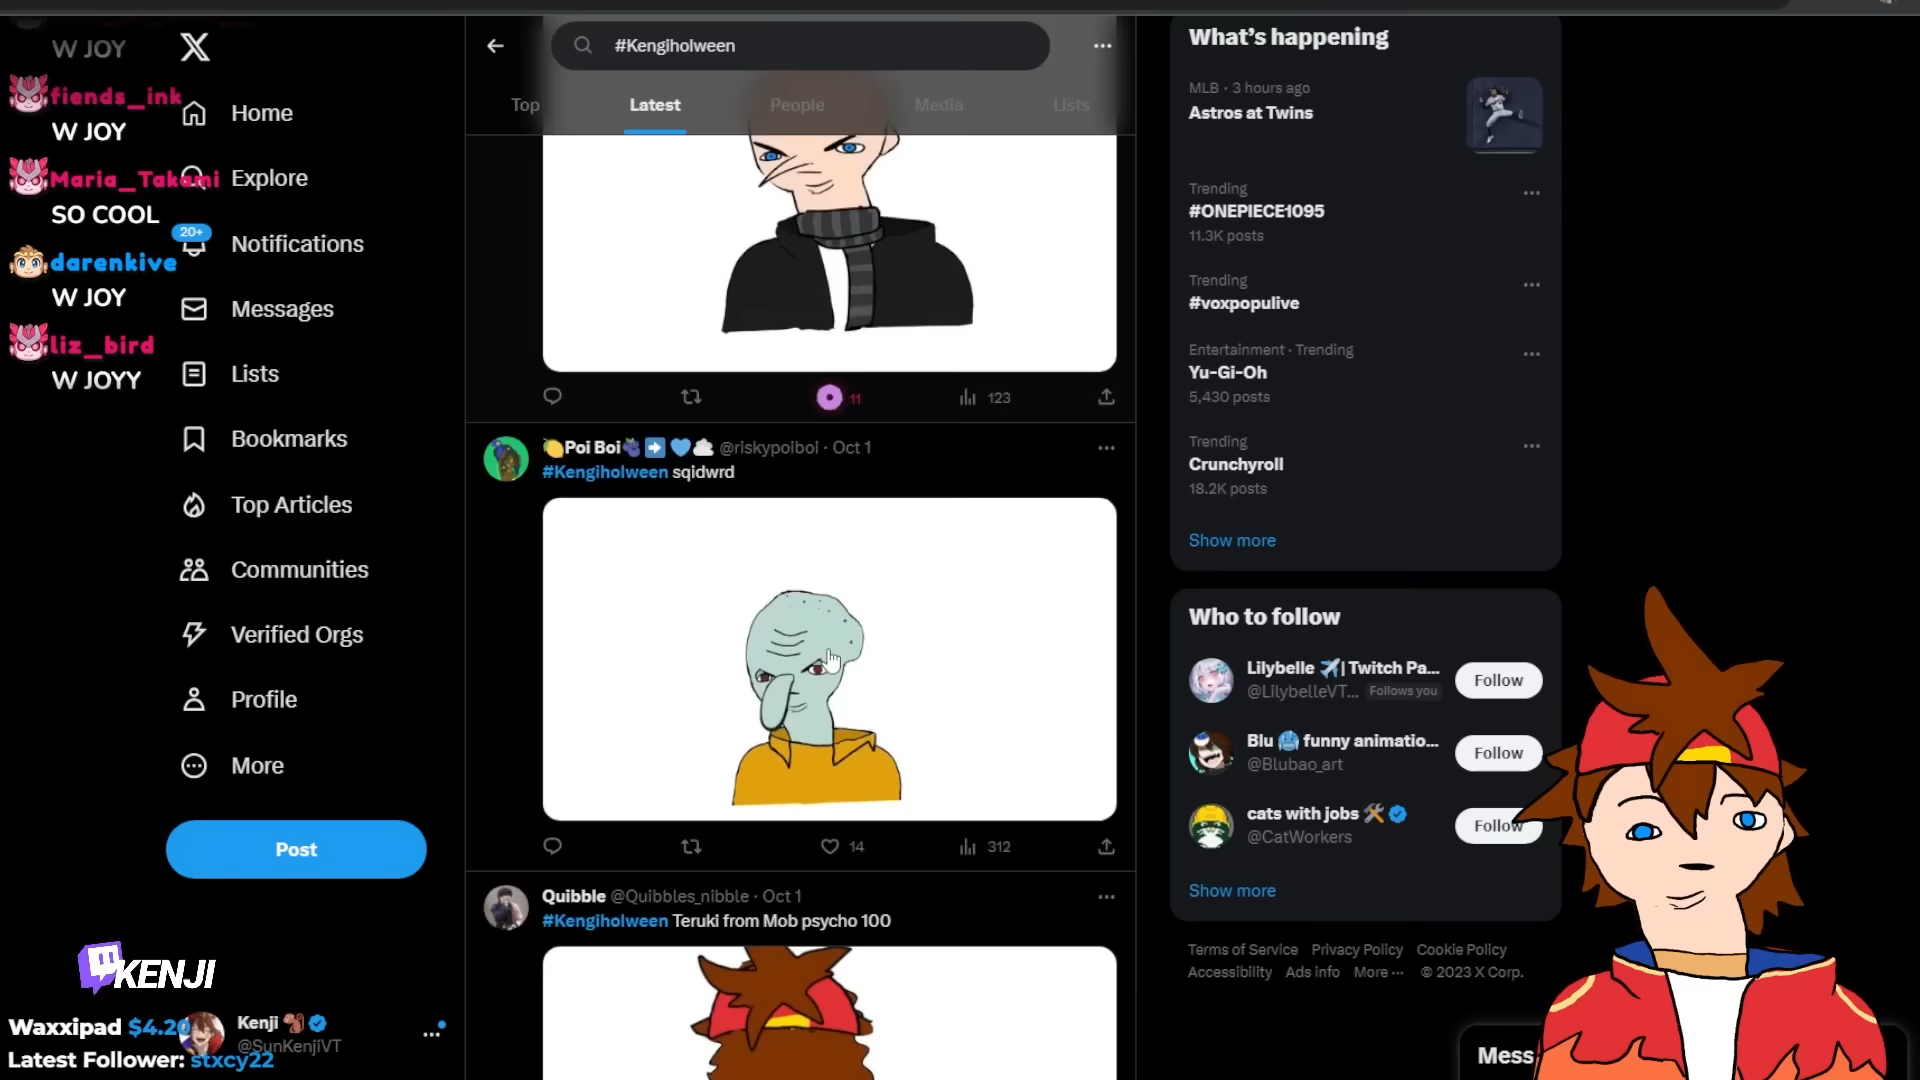 W JOY
fiends_ink
W JOY
Maria_Takami
SO COOL
darenkive
W JOY
liz_bird
W JOYY
Home
Explore
20+
Notifications
Messages
Lists
Bookmarks
Top Articles
Communities
Verified Orgs
Profile
More
Post
KENJI
Waxxipad $4.20
Kenji
@SunKenjiVT
Latest Follower: stxcy22
#Kengiholween
Top
Latest
People
Media
Lists
11
123
Poi Boi @riskypoiboi · Oct 1
#Kengiholween sqidwrd
14
312
Quibble @Quibbles_nibble · Oct 1
#Kengiholween Teruki from Mob psycho 100
What's happening
MLB · 3 hours ago
Astros at Twins
Trending
#ONEPIECE1095
11.3K posts
Trending
#voxpopulive
Entertainment · Trending
Yu-Gi-Oh
5,430 posts
Trending
Crunchyroll
18.2K posts
Show more
Who to follow
Lilybelle | Twitch Pa...
@LilybelleVT... Follows you
Follow
Blu funny animatio...
@Blubao_art
Follow
cats with jobs
@CatWorkers
Follow
Show more
Terms of Service Privacy Policy Cookie Policy
Accessibility Ads info More ··· © 2023 X Corp.
Mess